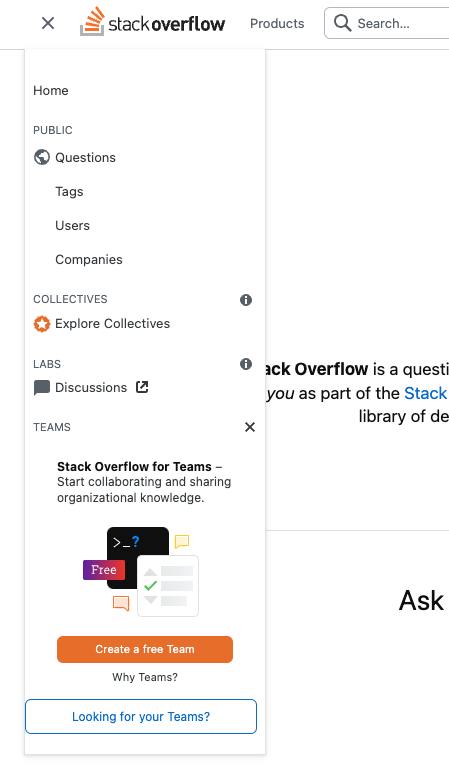 stackoverflow
Products
Search...
Home
PUBLIC
Questions
Tags
Users
Companies
COLLECTIVES
Explore Collectives
LABS
Discussions
TEAMS
Stack Overflow for Teams –
Start collaborating and sharing
organizational knowledge.
>_?
Free
Create a free Team
Why Teams?
Looking for your Teams?
ack Overflow is a questi
you as part of the Stack
library of de
Ask